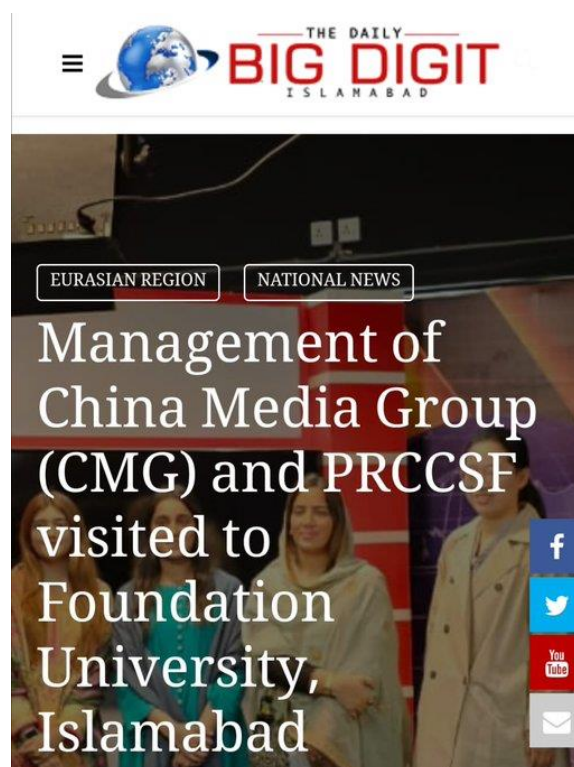 THE DAILY
BIG DIGIT
ISLAMABAD
EURASIAN REGION NATIONAL NEWS
Management of
China Media Group
(CMG) and PRCCSF
visited to
Foundation
University,
Islamabad
f
You
Tube